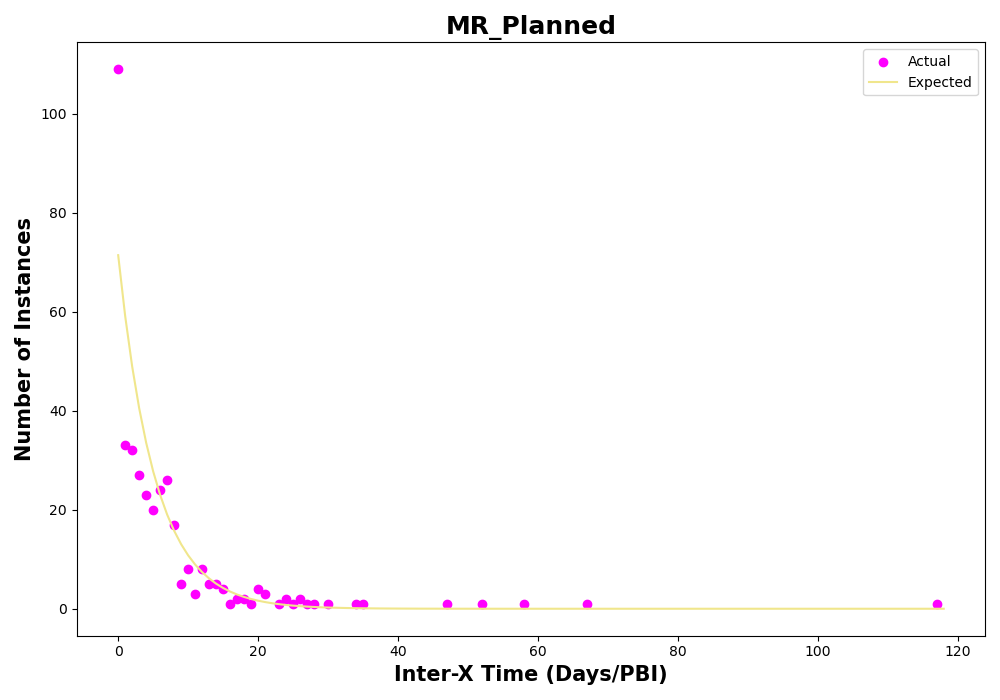 MR_Planned
Actual
Expected
Number of Instances
100
80
60
40
20
0
0 20 40 60 80 100 120
Inter-X Time (Days/PBI)